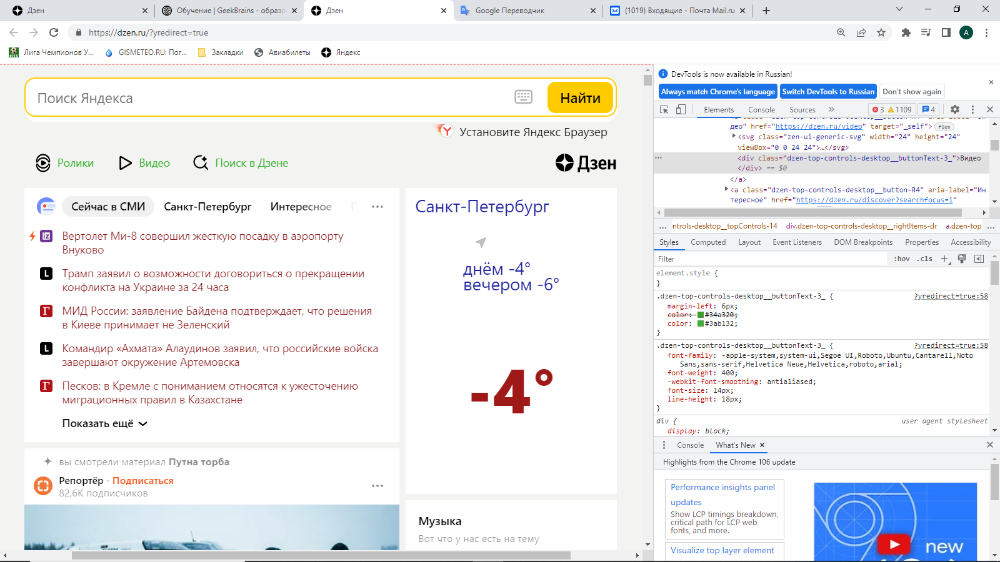 Дзен
Обучение | GeekBrains - образо
Дзен
Google Переводчик
(1019) Входящие - Почта Mail.ru
https://dzen.ru/?yredirect=true
A
Лига Чемпионов У...
GISMETEO.RU: Пог...
Закладки
Авиабилеты
Яндекс
Поиск Яндекса
Найти
Установите Яндекс Браузер
Ролики
Видео
Поиск в Дзене
Дзен
Сейчас в СМИ
Санкт-Петербург
Интересное
Вертолет Ми-8 совершил жесткую посадку в аэропорту
Внуково
Трамп заявил о возможности договориться о прекращении
конфликта на Украине за 24 часа
МИД России: заявление Байдена подтверждает, что решения
в Киеве принимает не Зеленский
Командир «Ахмата» Алаудинов заявил, что российские войска
завершают окружение Артемовска
Песков: в Кремле с пониманием относятся к ужесточению
миграционных правил в Казахстане
Показать ещё
Санкт-Петербург
днём -4°
вечером -6°
-4°
вы смотрели материал Путна торба
Репортёр · Подписаться
82,6K подписчиков
Музыка
Вот что у нас есть на тему
DevTools is now available in Russian!
Always match Chrome's language
Switch DevTools to Russian
Don't show again
Elements
Console
Sources
3
1109
4
део" href="https://dzen.ru/video" target="_self">
flex
<svg class="zen-ui-generic-svg" width="24" height="24"
viewBox="0 0 24 24">…</svg>
<div class="dzen-top-controls-desktop__buttonText-3_">Видео
</div> == $0
</a>
<a class="dzen-top-controls-desktop__button-R4" aria-label="Ин
тересное" href="https://dzen.ru/discover?searchfocus=1"
... ntrols-desktop__topControls-14
div.dzen-top-controls-desktop__rightItems-dr
a.dzen-top ...
Styles
Computed
Layout
Event Listeners
DOM Breakpoints
Properties
Accessibility
Filter
:hov
.cls
element.style {
}
.dzen-top-controls-desktop__buttonText-3_ {
?yredirect=true:58
margin-left: 6px;
color: #34a320;
color: #3ab132;
}
.dzen-top-controls-desktop__buttonText-3_ {
?yredirect=true:58
font-family: -apple-system,system-ui,Segoe UI,Roboto,Ubuntu,Cantarell,Noto
Sans,sans-serif,Helvetica Neue,Helvetica,roboto,arial;
font-weight: 400;
-webkit-font-smoothing: antialiased;
font-size: 14px;
line-height: 18px;
}
div {
user agent stylesheet
display: block;
Console
What's New
Highlights from the Chrome 106 update
Performance insights panel
updates
Show LCP timings breakdown,
critical path for LCP web
fonts, and more.
Visualize top layer element
new